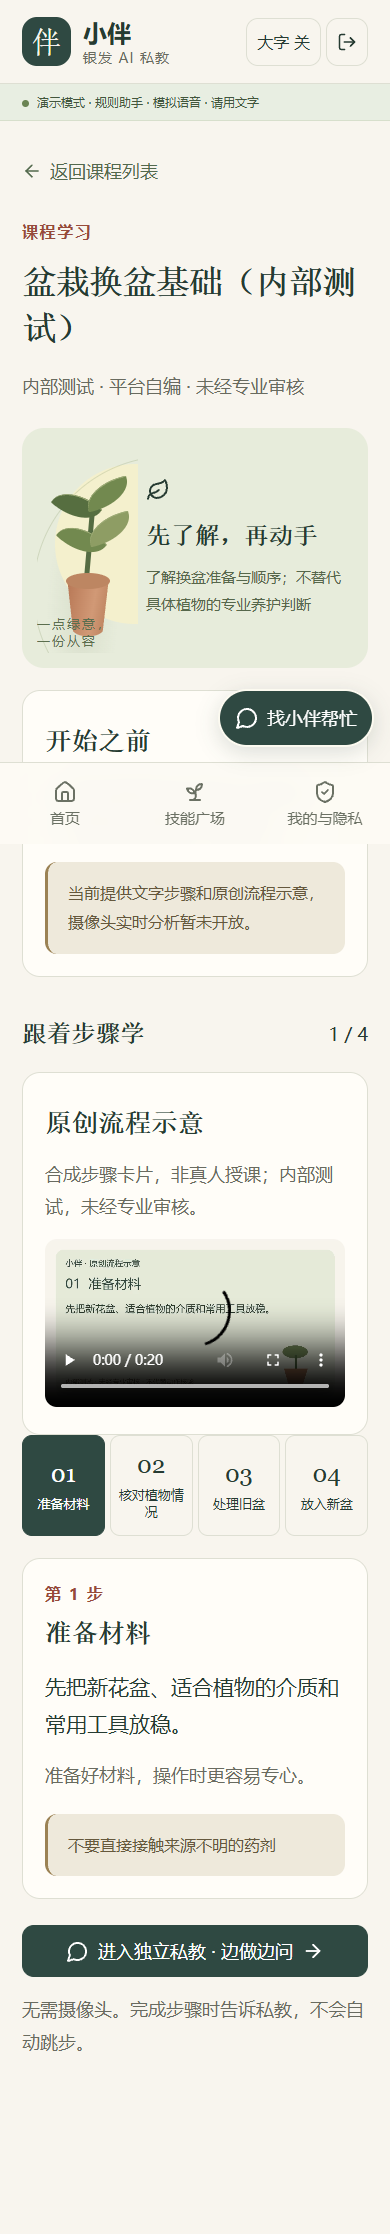 伴
小伴
银发 AI 私教
大字 关
演示模式 · 规则助手 · 模拟语音 · 请用文字
返回课程列表
课程学习
盆栽换盆基础（内部测
试）
内部测试 · 平台自编 · 未经专业审核
先了解，再动手
了解换盆准备与顺序；不替代
具体植物的专业养护判断
一点绿意，
一份从容
找小伴帮忙
开始之前
首页
技能广场
我的与隐私
当前提供文字步骤和原创流程示意，
摄像头实时分析暂未开放。
跟着步骤学
1 / 4
原创流程示意
合成步骤卡片，非真人授课；内部测
试，未经专业审核。
小伴 · 原创流程示意
01 准备材料
先把新花盆、适合植物的介质和常用工具放稳。
0:00 / 0:20
01
准备材料
02
核对植物情
况
03
处理旧盆
04
放入新盆
第 1 步
准备材料
先把新花盆、适合植物的介质和
常用工具放稳。
准备好材料，操作时更容易专心。
不要直接接触来源不明的药剂
进入独立私教 · 边做边问
无需摄像头。完成步骤时告诉私教，不会自
动跳步。